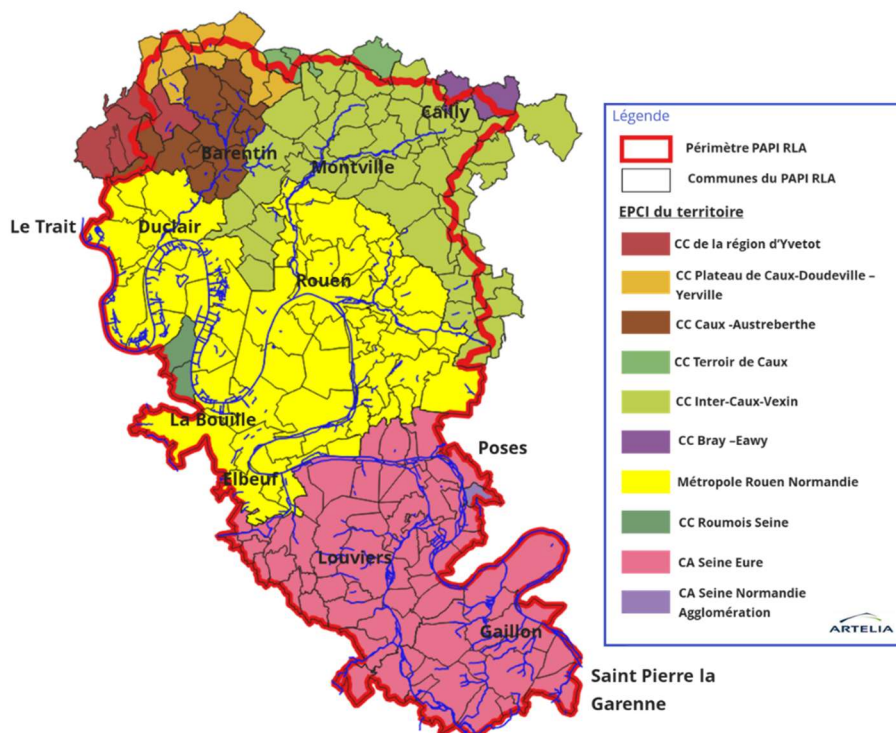 Cailly
Barentin
Montville
Le Trait
Duclair
Rouen
La Bouille
Elbeuf
Poses
Louviers
Gaillon
Saint Pierre la
Garenne
Légende
Périmètre PAPI RLA
Communes du PAPI RLA
EPCI du territoire
CC de la région d'Yvetot
CC Plateau de Caux-Doudeville –
Yerville
CC Caux -Austreberthe
CC Terroir de Caux
CC Inter-Caux-Vexin
CC Bray –Eawy
Métropole Rouen Normandie
CC Roumois Seine
CA Seine Eure
CA Seine Normandie
Agglomération
ARTELIA